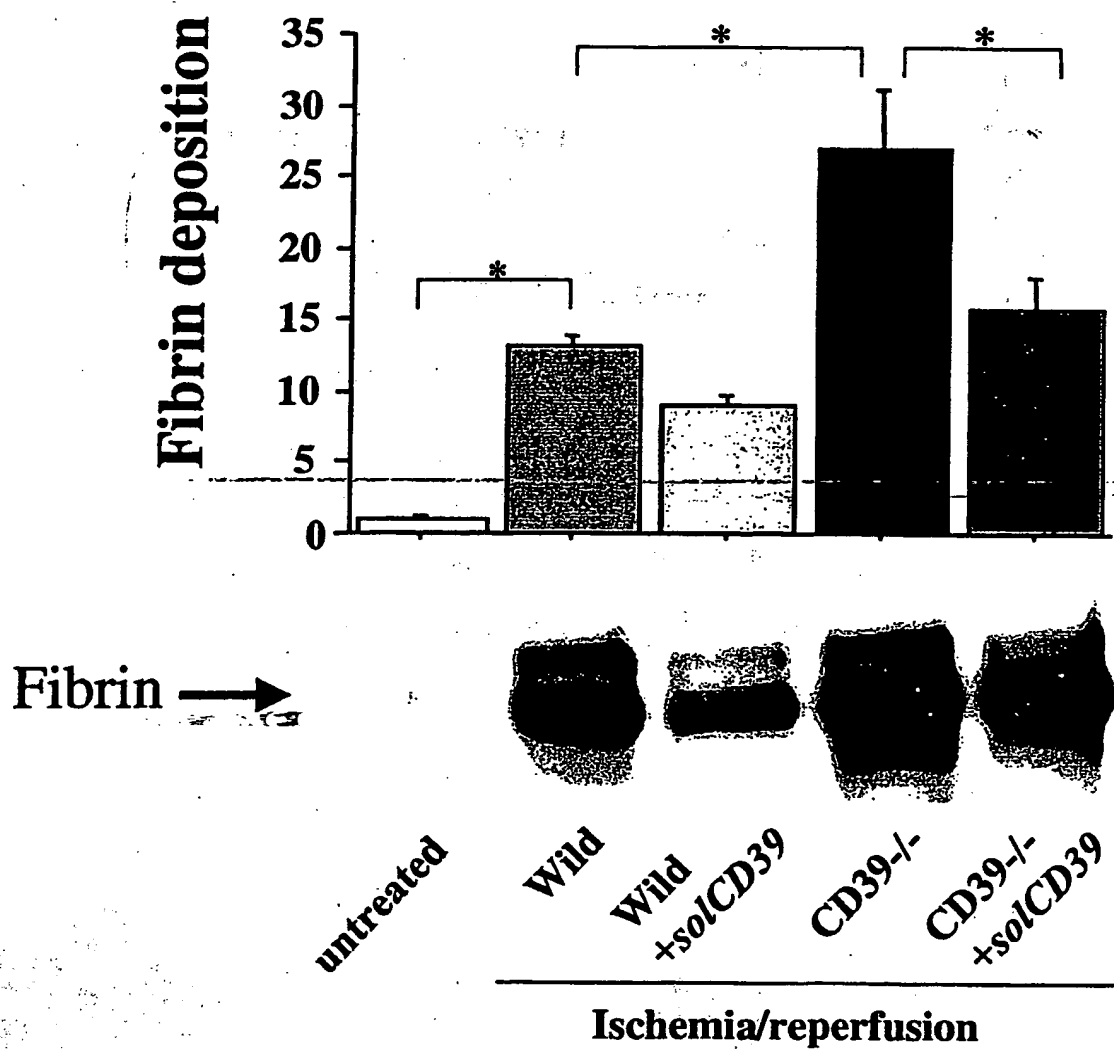 Fibrin deposition
35
30
25
20
15
10
5
0
*
*
*
Fibrin
untreated
Wild
Wild
+solCD39
CD39-/-
CD39-/-
+solCD39
Ischemia/reperfusion